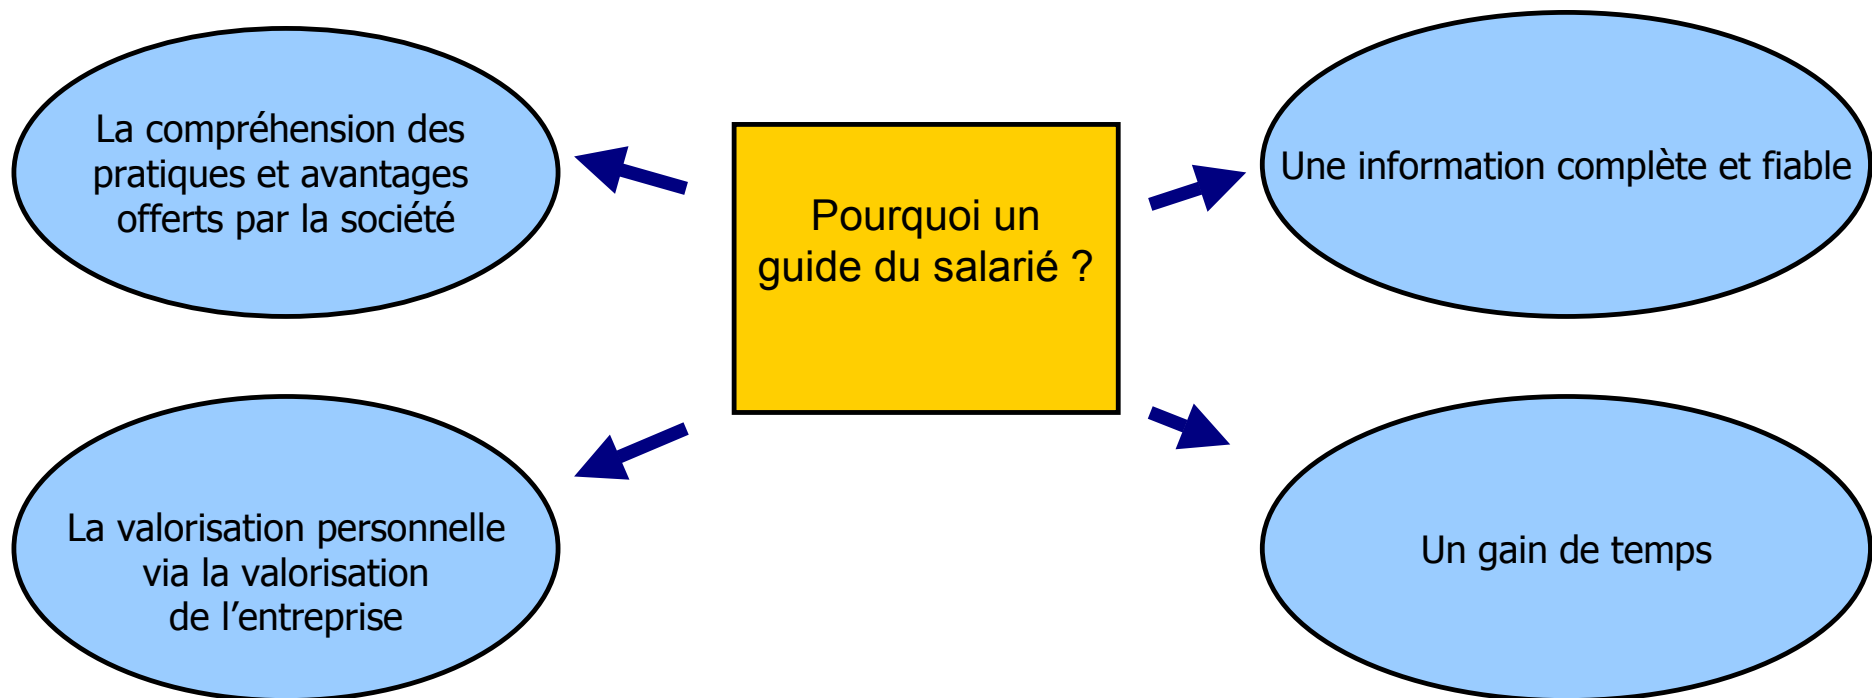 La compréhension des
pratiques et avantages
offerts par la société
Pourquoi un
guide du salarié ?
Une information complète et fiable
La valorisation personnelle
via la valorisation
de l’entreprise
Un gain de temps